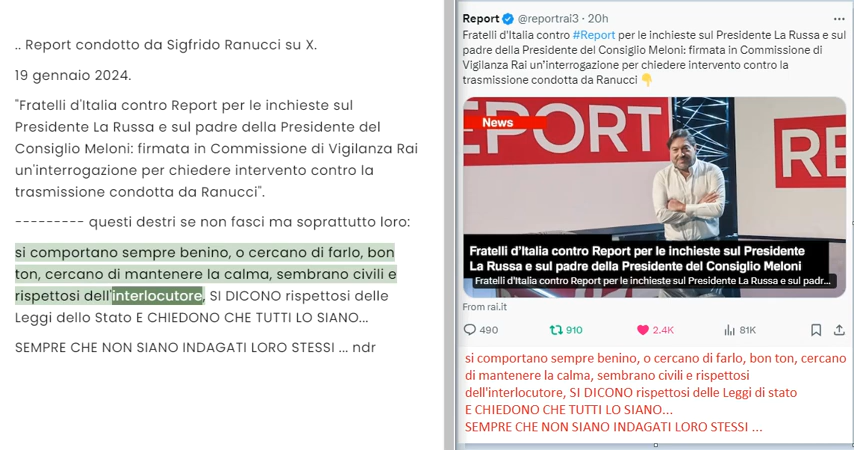 .. Report condotto da Sigfrido Ranucci su X.
19 gennaio 2024.
"Fratelli d'Italia contro Report per le inchieste sul
Presidente La Russa e sul padre della Presidente del
Consiglio Meloni: firmata in Commissione di Vigilanza Rai
un'interrogazione per chiedere intervento contro la
trasmissione condotta da Ranucci".
--------- questi destri se non fasci ma soprattutto loro:
si comportano sempre benino, o cercano di farlo, bon
ton, cercano di mantenere la calma, sembrano civili e
rispettosi dell'interlocutore, SI DICONO rispettosi delle
Leggi dello Stato E CHIEDONO CHE TUTTI LO SIANO...
SEMPRE CHE NON SIANO INDAGATI LORO STESSI ... ndr
Report @reportrai3 · 20h
Fratelli d'Italia contro #Report per le inchieste sul Presidente La Russa e sul
padre della Presidente del Consiglio Meloni: firmata in Commissione di
Vigilanza Rai un'interrogazione per chiedere intervento contro la
trasmissione condotta da Ranucci 👇
REPORT
RE
News
Fratelli d'Italia contro Report per le inchieste sul Presidente
La Russa e sul padre della Presidente del Consiglio Meloni
Fratelli d'Italia contro Report per le inchieste sul Presidente La Russa e sul padr...
From rai.it
490 910 2.4K 81K
si comportano sempre benino, o cercano di farlo, bon ton, cercano
di mantenere la calma, sembrano civili e rispettosi
dell'interlocutore, SI DICONO rispettosi delle Leggi di stato
E CHIEDONO CHE TUTTI LO SIANO...
SEMPRE CHE NON SIANO INDAGATI LORO STESSI ...